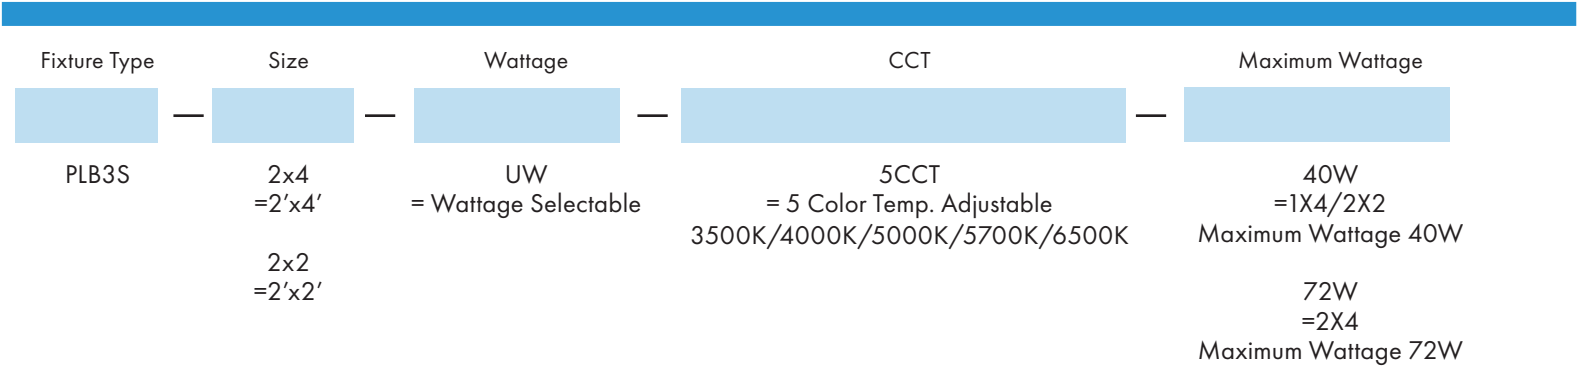 Fixture Type
Size
Wattage
CCT
Maximum Wattage
— — — —
PLB3S
2x4
=2’x4’
2x2
=2’x2’
UW
= Wattage Selectable
5CCT
= 5 Color Temp. Adjustable
3500K/4000K/5000K/5700K/6500K
40W
=1X4/2X2
Maximum Wattage 40W
72W
=2X4
Maximum Wattage 72W